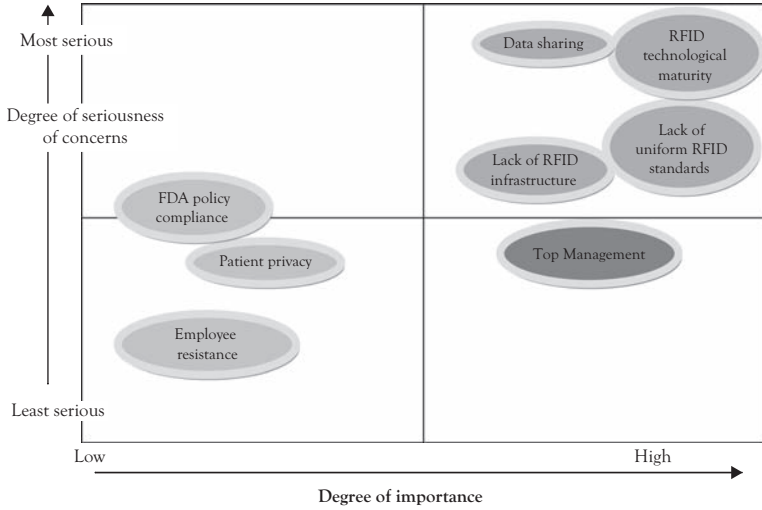 Most serious
Degree of seriousness
of concerns
Least serious
Data sharing
RFID
technological
maturity
Lack of
uniform RFID
standards
Lack of RFID
infrastructure
FDA policy
compliance
Patient privacy
Top Management
Employee
resistance
Low
High
Degree of importance